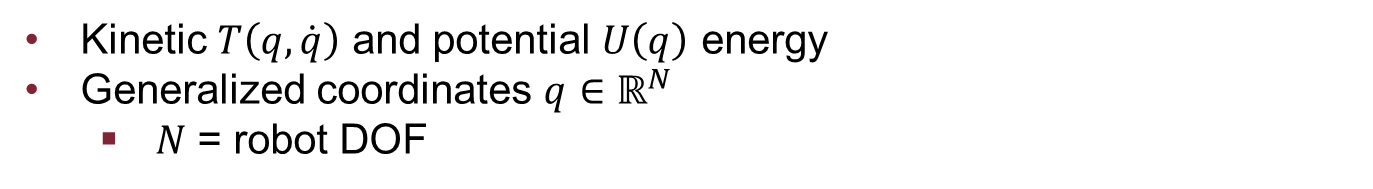 • Kinetic 𝑇(𝑞, 𝑞̇) and potential 𝑈(𝑞) energy
• Generalized coordinates 𝑞 ∈ ℝ^𝑁
▪ 𝑁 = robot DOF